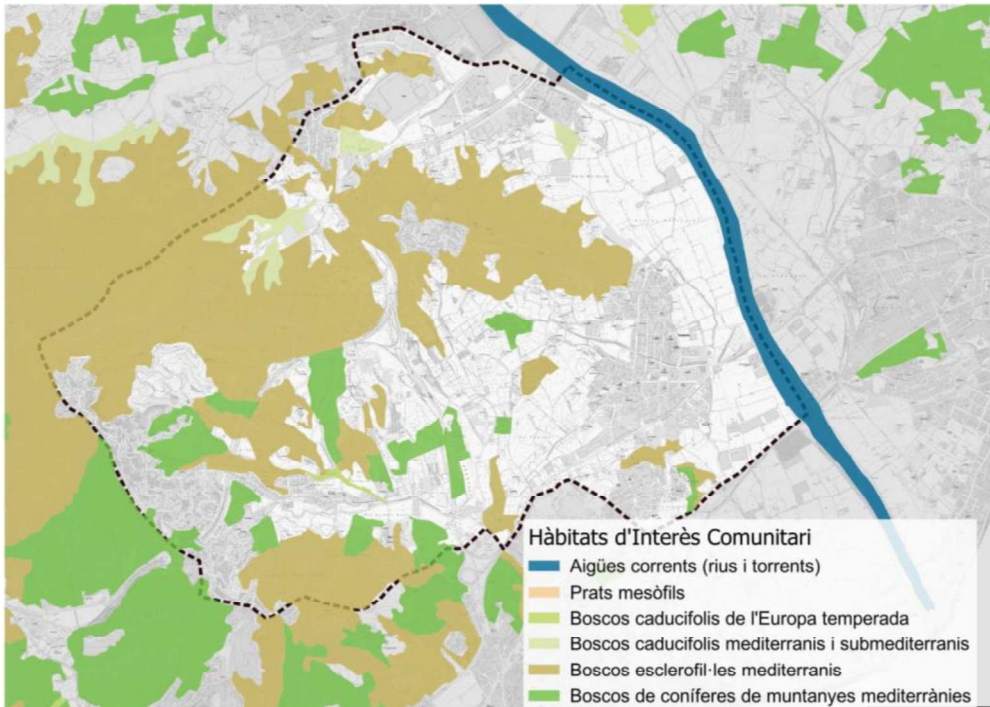 Hàbitats d'Interès Comunitari
Aigües corrents (rius i torrents)
Prats mesòfils
Boscos caducifolis de l'Europa temperada
Boscos caducifolis mediterranis i submediterranis
Boscos esclerofil·les mediterranis
Boscos de coníferes de muntanyes mediterrànies